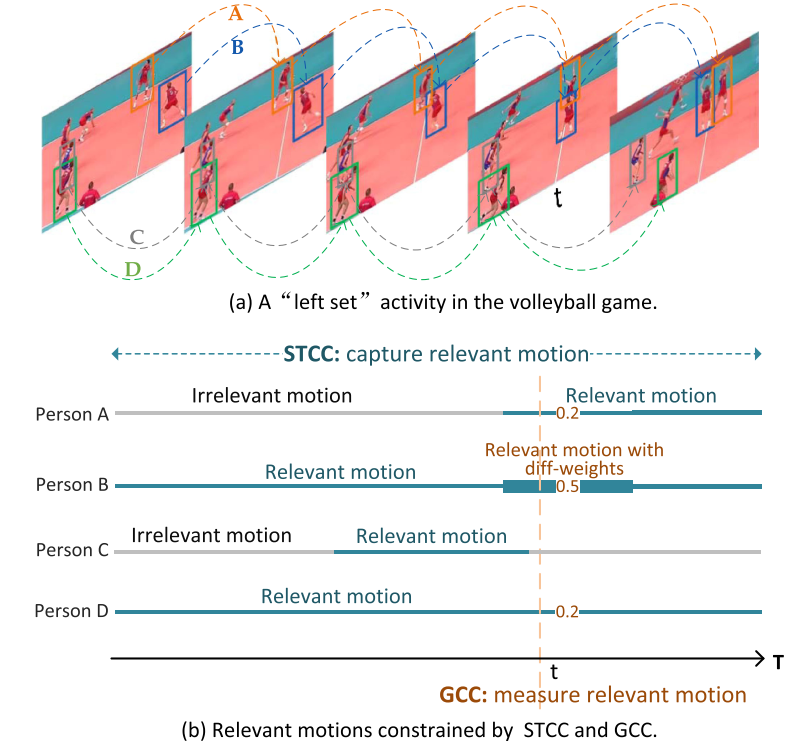 A
B
C
D
t
(a) A “left set” activity in the volleyball game.
STCC: capture relevant motion
Irrelevant motion
Relevant motion
Person A
0.2
Relevant motion with
diff-weights
Relevant motion
Person B
0.5
Irrelevant motion
Relevant motion
Person C
Relevant motion
Person D
0.2
T
t
GCC: measure relevant motion
(b) Relevant motions constrained by STCC and GCC.